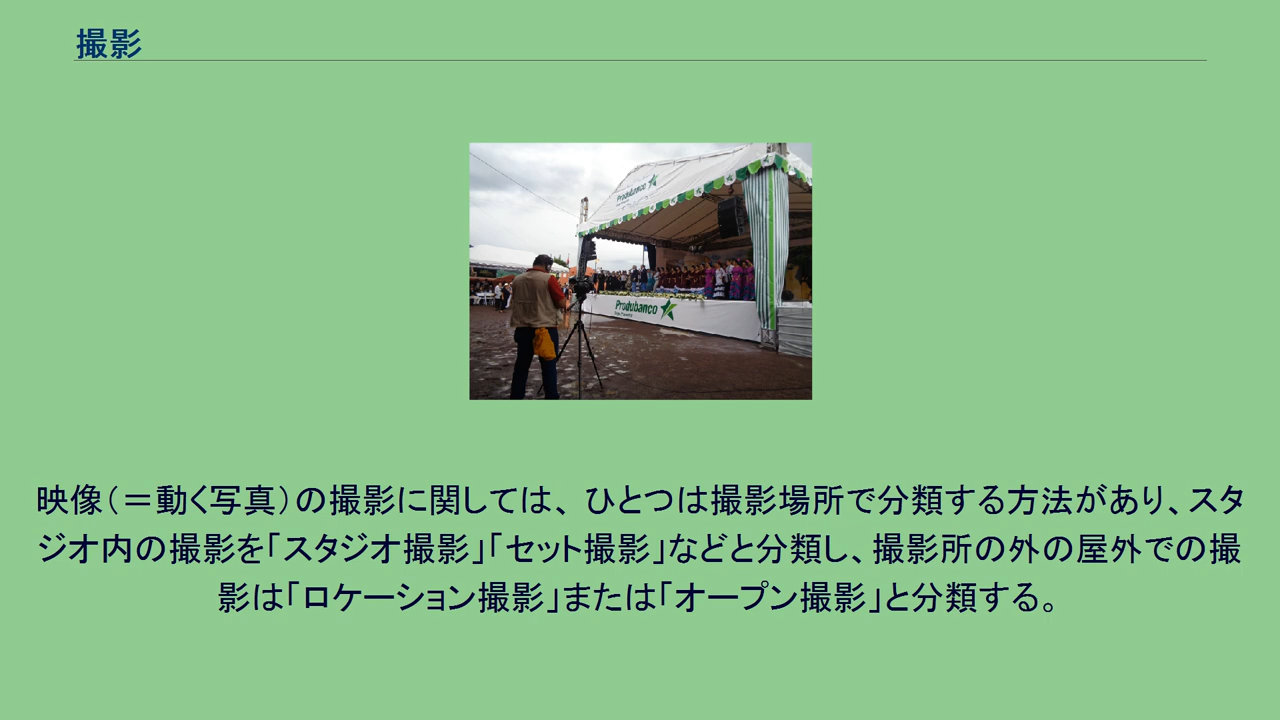 撮影
Produbanco
Produbanco
映像（＝動く写真）の撮影に関しては、ひとつは撮影場所で分類する方法があり、スタ
ジオ内の撮影を「スタジオ撮影」「セット撮影」などと分類し、撮影所の外の屋外での撮
影は「ロケーション撮影」または「オープン撮影」と分類する。